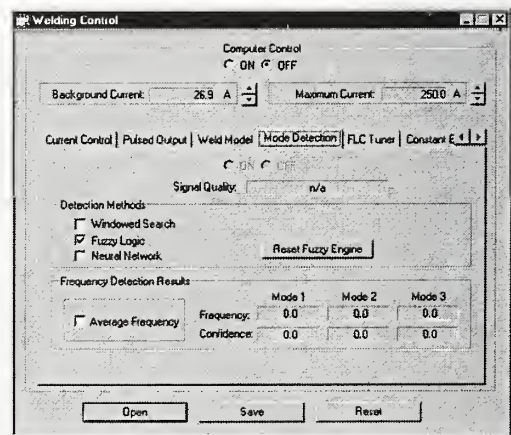 Welding Control
Computer Control
ON OFF
Background Current: 26.9 A Maximum Current: 250.0 A
Current Control Pulsed Output Weld Model Mode Detection FLC Tuner Constant E
ON OFF
Signal Quality: n/a
Detection Methods
Windowed Search
Fuzzy Logic
Neural Network
Reset Fuzzy Engine
Frequency Detection Results
Mode 1 Mode 2 Mode 3
Average Frequency
Frequency: 0.0 0.0 0.0
Confidence: 0.0 0.0 0.0
Open Save Reset